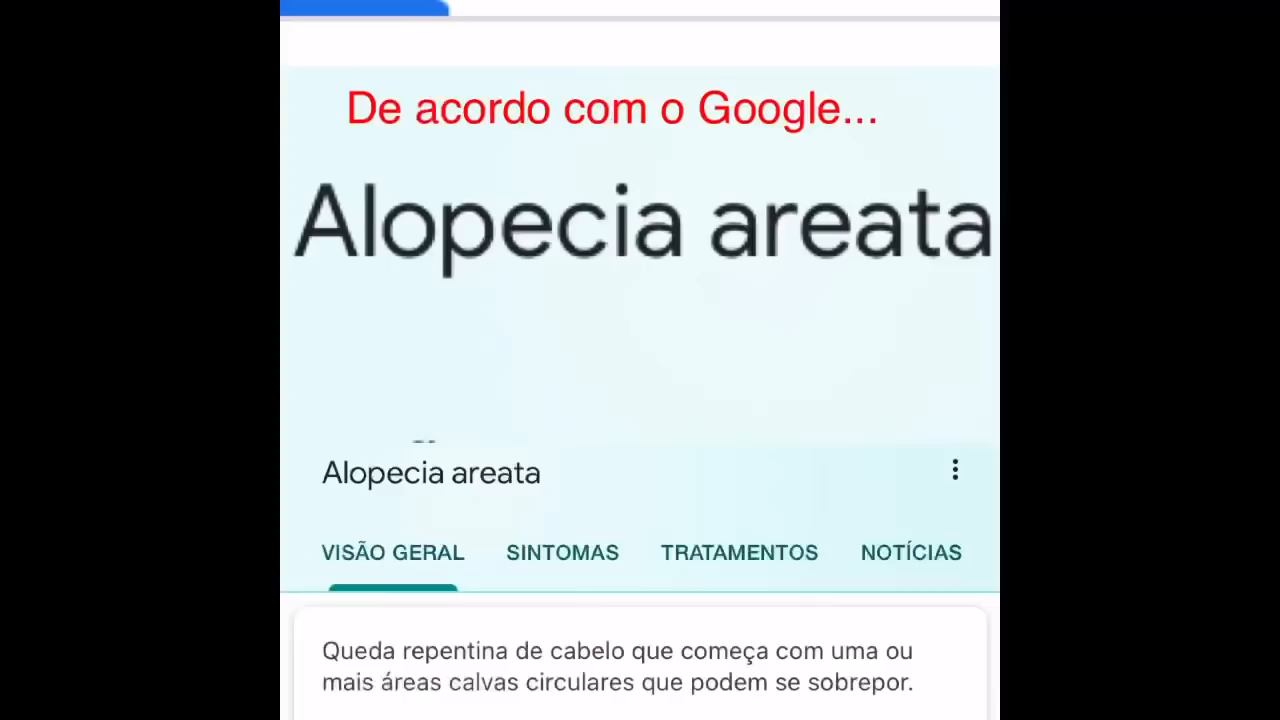 De acordo com o Google...
Alopecia areata
Alopecia areata
VISÃO GERAL SINTOMAS TRATAMENTOS NOTÍCIAS
Queda repentina de cabelo que começa com uma ou
mais áreas calvas circulares que podem se sobrepor.